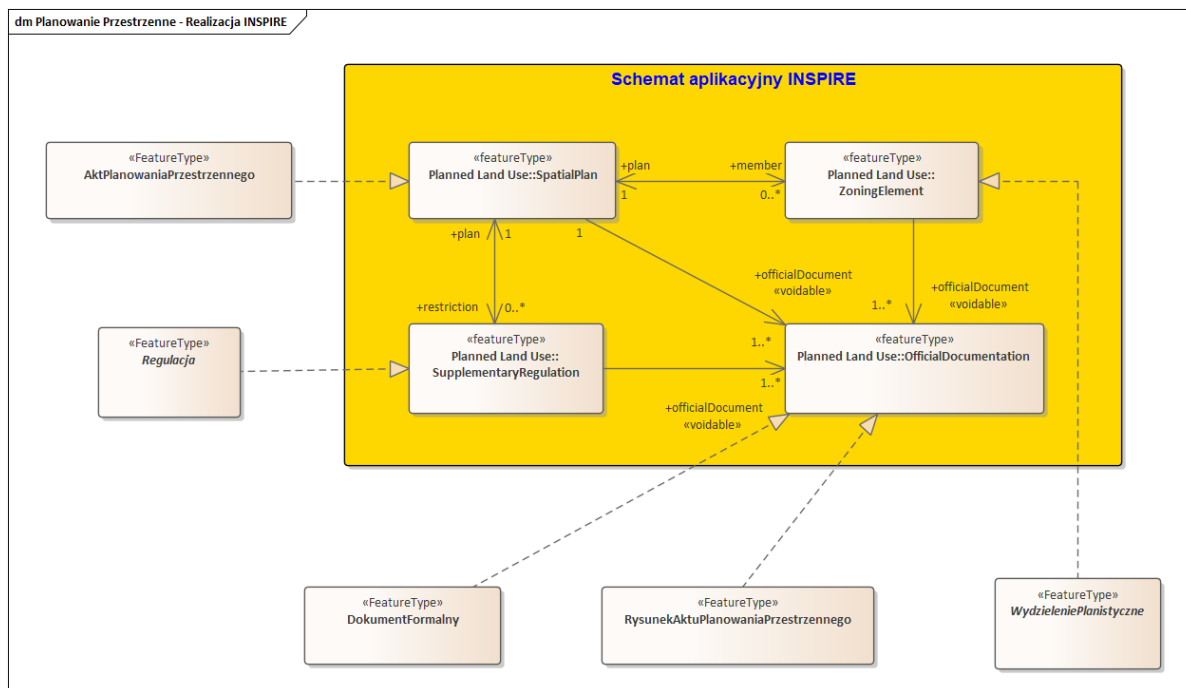 dm Planowanie Przestrzenne - Realizacja INSPIRE
Schemat aplikacyjny INSPIRE
«FeatureType»
AktPlanowaniaPrzestrzennego
«featureType»
Planned Land Use::SpatialPlan
+plan
1
+member
0..*
«featureType»
Planned Land Use::
ZoningElement
+plan
1
1
+officialDocument
«voidable»
+officialDocument
«voidable»
+restriction
0..*
1..*
1..*
«FeatureType»
Regulacja
«featureType»
Planned Land Use::
SupplementaryRegulation
«featureType»
Planned Land Use::OfficialDocumentation
1..*
+officialDocument
«voidable»
«FeatureType»
DokumentFormalny
«FeatureType»
RysunekAktuPlanowaniaPrzestrzennego
«FeatureType»
WydzieleniePlanistyczne